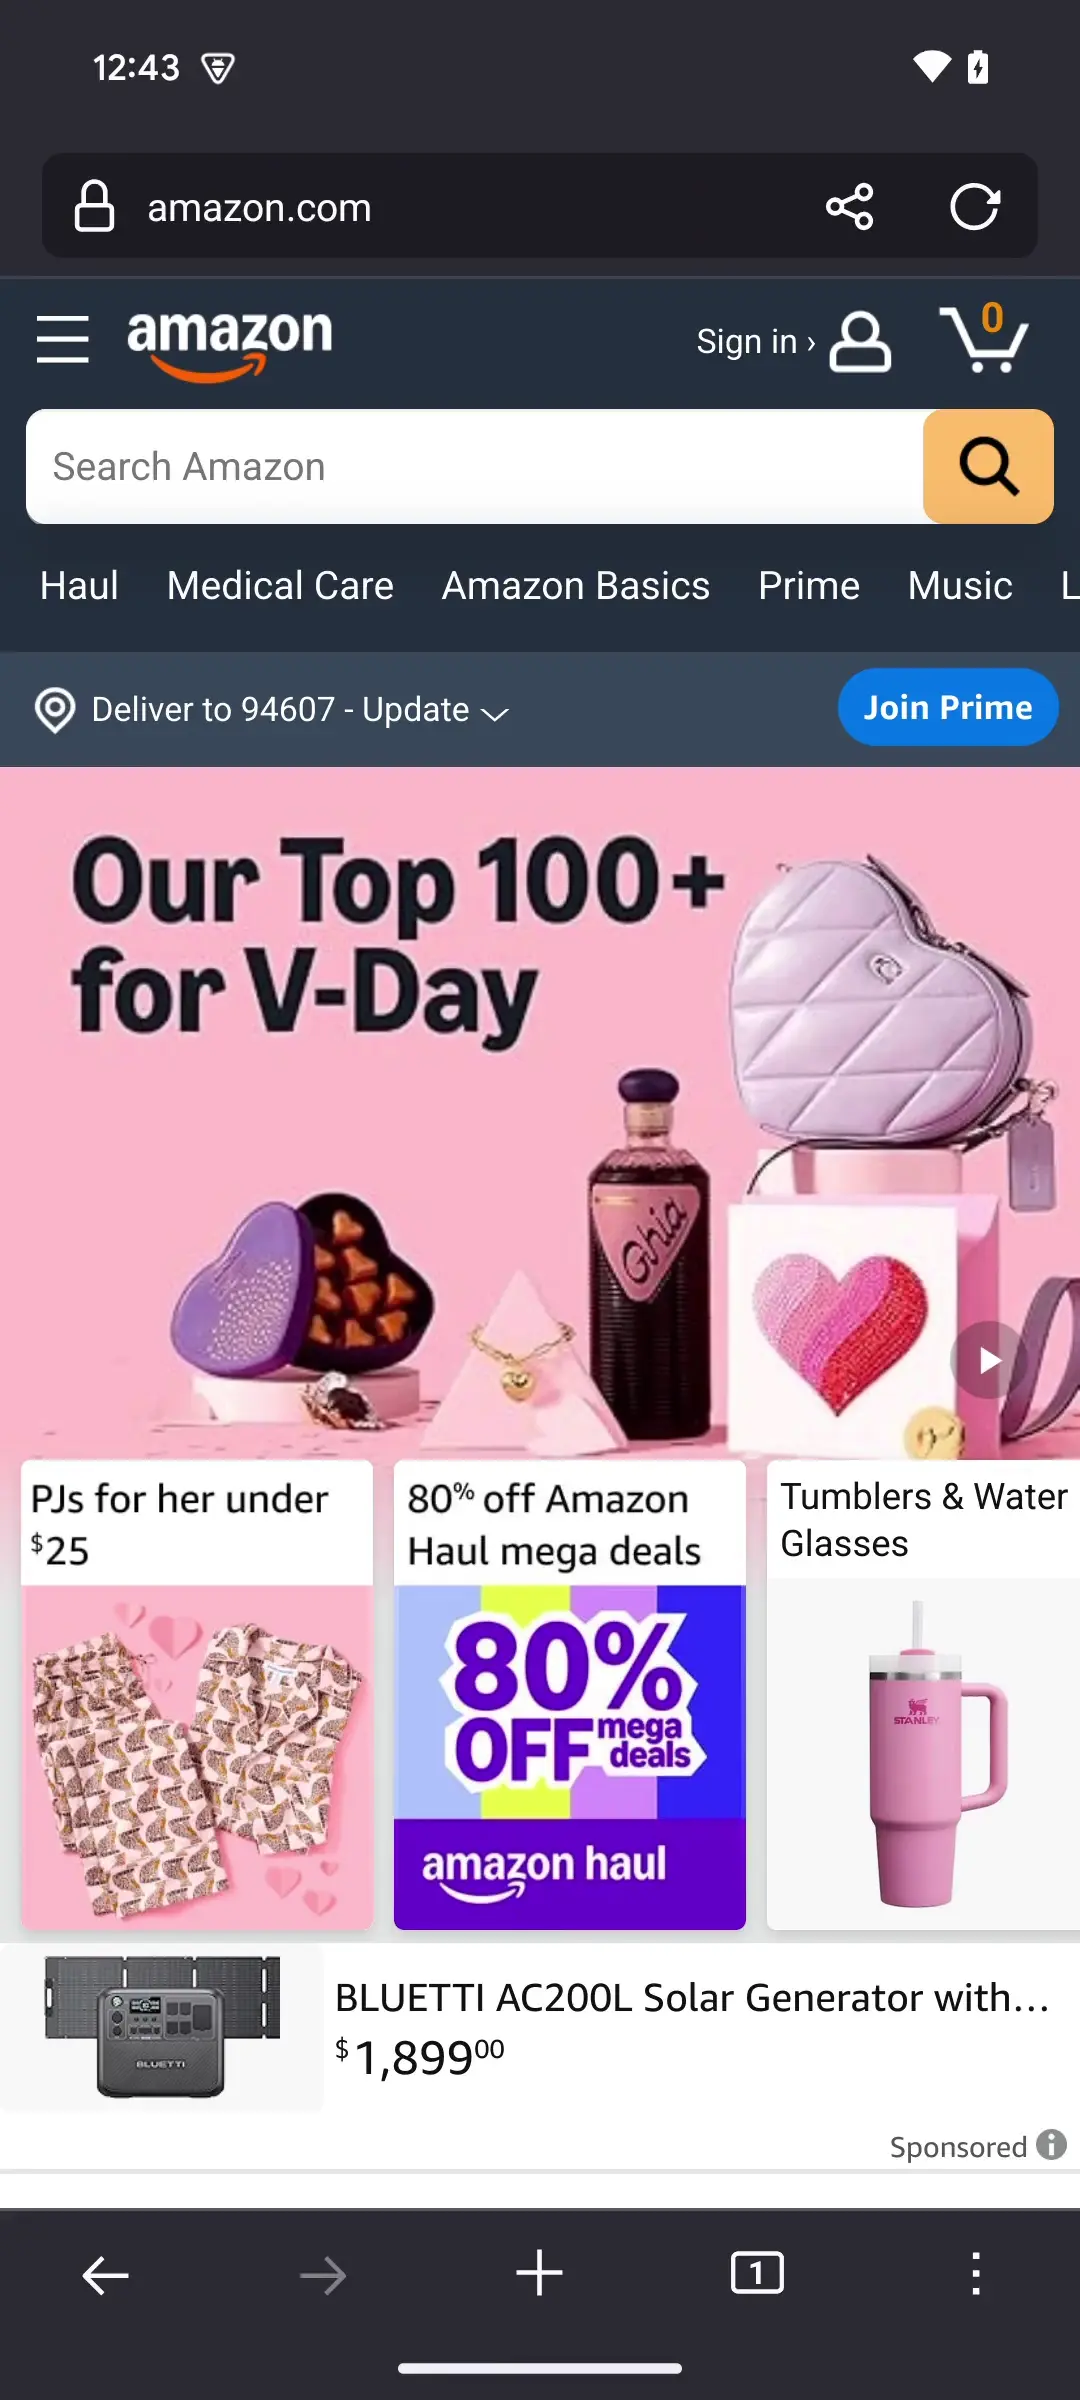 12:43
amazon.com
amazon
Sign in ›
0
Search Amazon
Haul Medical Care Amazon Basics Prime Music L
Deliver to 94607 - Update
Join Prime
Our Top 100+
for V-Day
Ghia
PJs for her under
$25
80% off Amazon
Haul mega deals
80%
OFF mega
deals
amazon haul
Tumblers & Water
Glasses
STANLEY
BLUETTI
BLUETTI AC200L Solar Generator with...
$1,89900
Sponsored
1